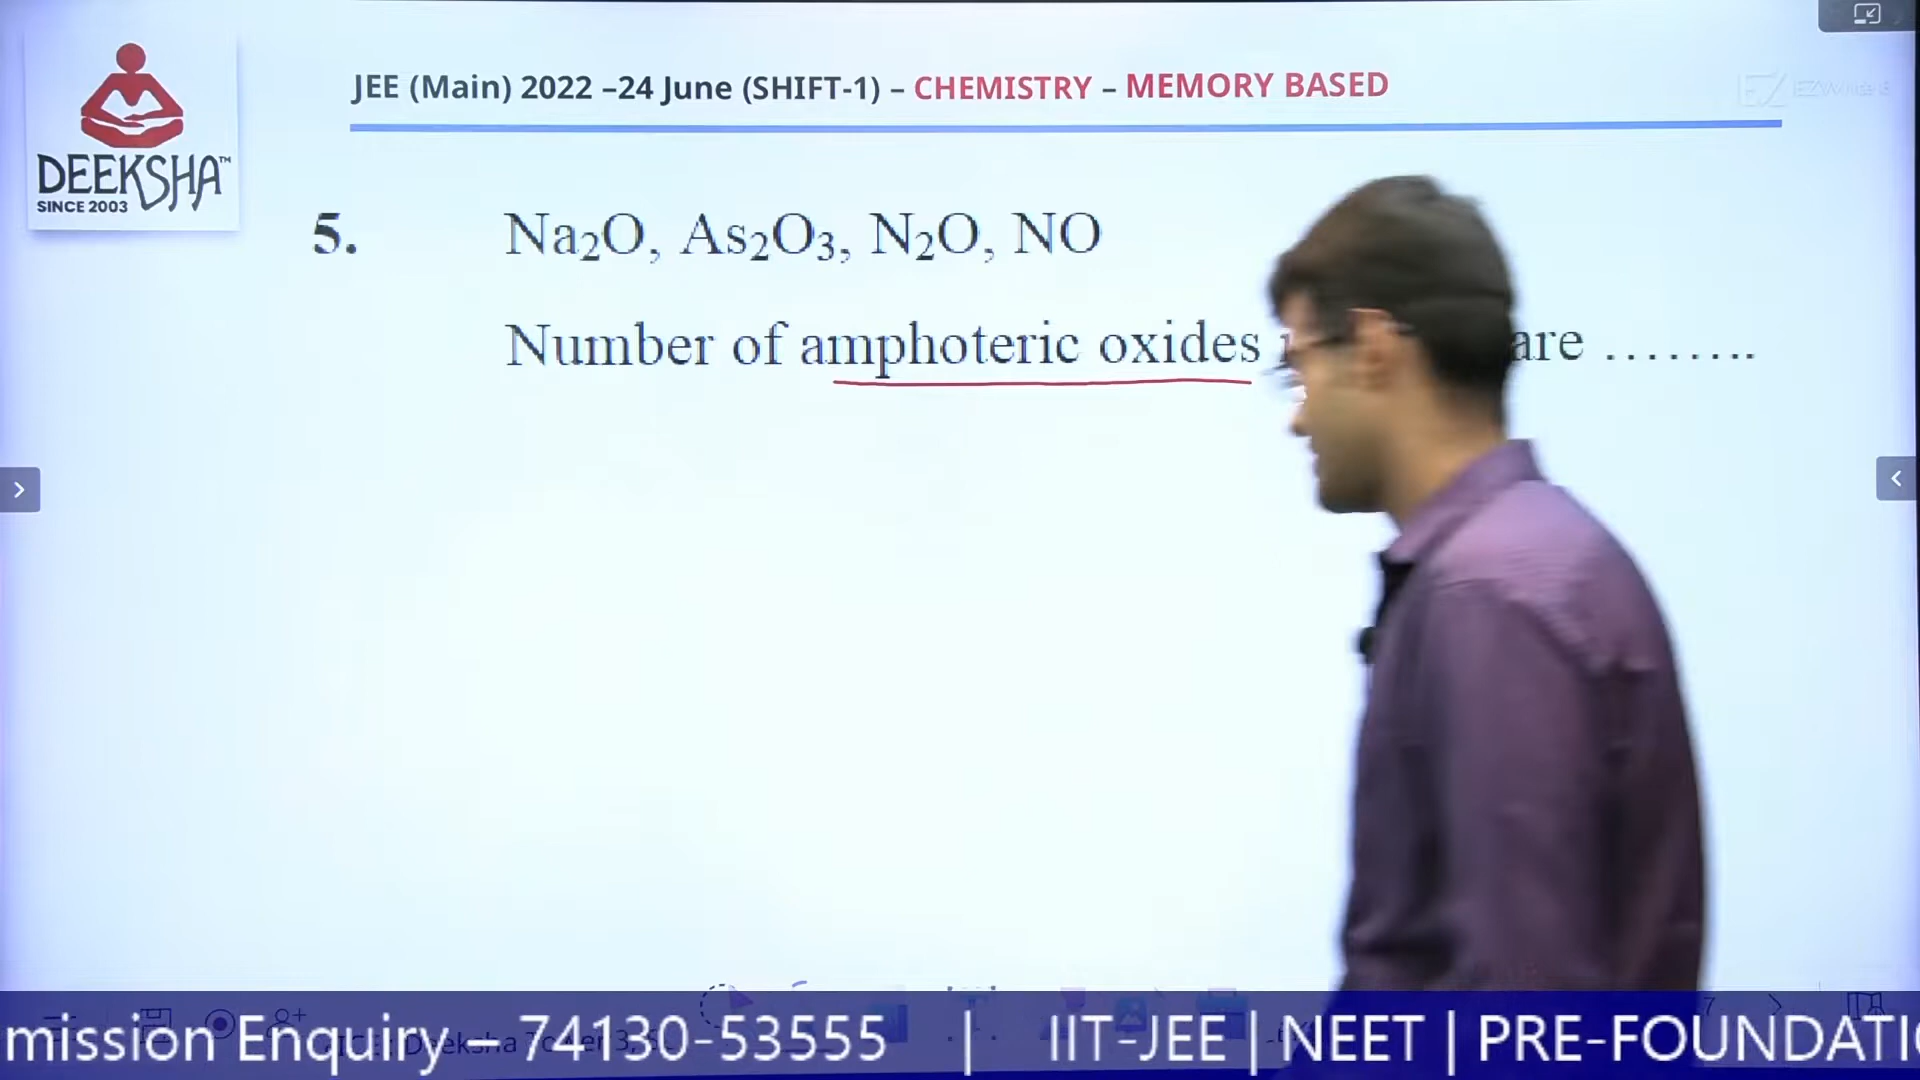 DEEKSHA™
SINCE 2003
JEE (Main) 2022 –24 June (SHIFT-1) – CHEMISTRY – MEMORY BASED
5. Na₂O, As₂O₃, N₂O, NO
Number of amphoteric oxides are ........
mission Enquiry – 74130-53555 | IIT-JEE | NEET | PRE-FOUNDATI